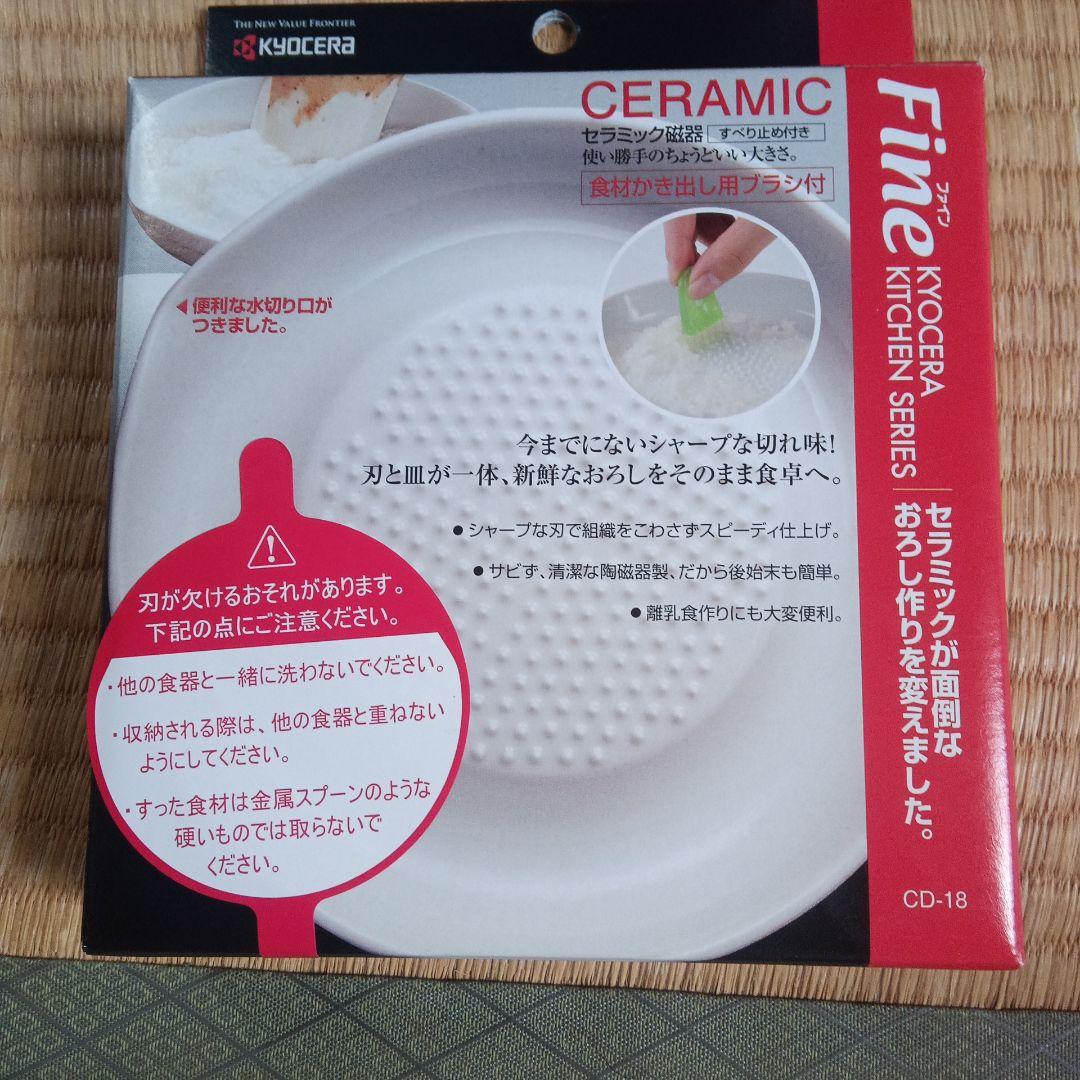 THE NEW VALUE FRONTIER
KYOCERA
CERAMIC
セラミック磁器 すべり止め付き
使い勝手のちょうどいい大きさ。
食材かき出し用ブラシ付
Fine
ファイン
KYOCERA
KITCHEN SERIES
セラミックが面倒な
おろし作りを変えました。
CD-18
便利な水切り口が
つきました。
今までにないシャープな切れ味!
刃と皿が一体、新鮮なおろしをそのまま食卓へ。
●シャープな刃で組織をこわさずスピーディ仕上げ。
●サビず、清潔な陶磁器製、だから後始末も簡単。
●離乳食作りにも大変便利。
刃が欠けるおそれがあります。
下記の点にご注意ください。
・他の食器と一緒に洗わないでください。
・収納される際は、他の食器と重ねない
ようにしてください。
・すった食材は金属スプーンのような
硬いものでは取らないで
ください。